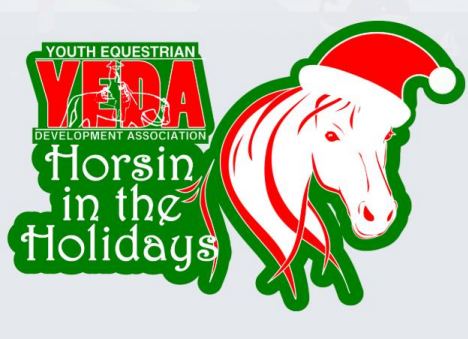 YOUTH EQUESTRIAN
YEDA
DEVELOPMENT ASSOCIATION
Horsin
in the
Holidays